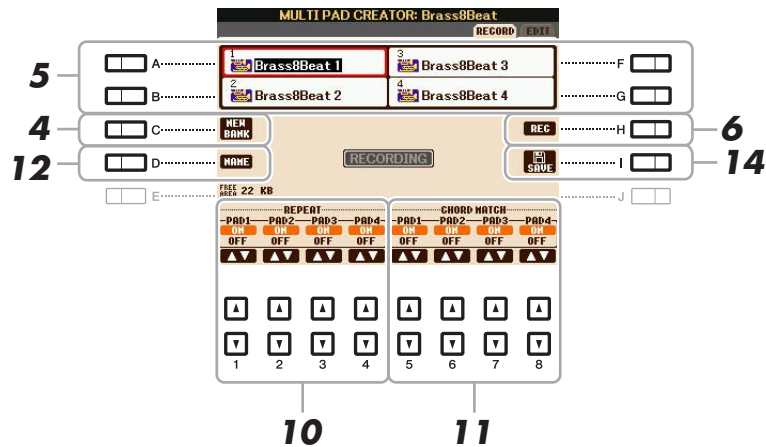 MULTI PAD CREATOR: Brass8Beat
RECORD EDIT
5
A
1 Brass8Beat 1
3 Brass8Beat 3
F
B
2 Brass8Beat 2
4 Brass8Beat 4
G
4
C
NEW BANK
REC
H
6
12
D
NAME
RECORDING
SAVE
I
14
E
FREE AREA 22 KB
J
REPEAT
CHORD MATCH
PAD1 PAD2 PAD3 PAD4
PAD1 PAD2 PAD3 PAD4
ON ON ON ON
ON ON ON ON
OFF OFF OFF OFF
OFF OFF OFF OFF
1 2 3 4 5 6 7 8
10
11